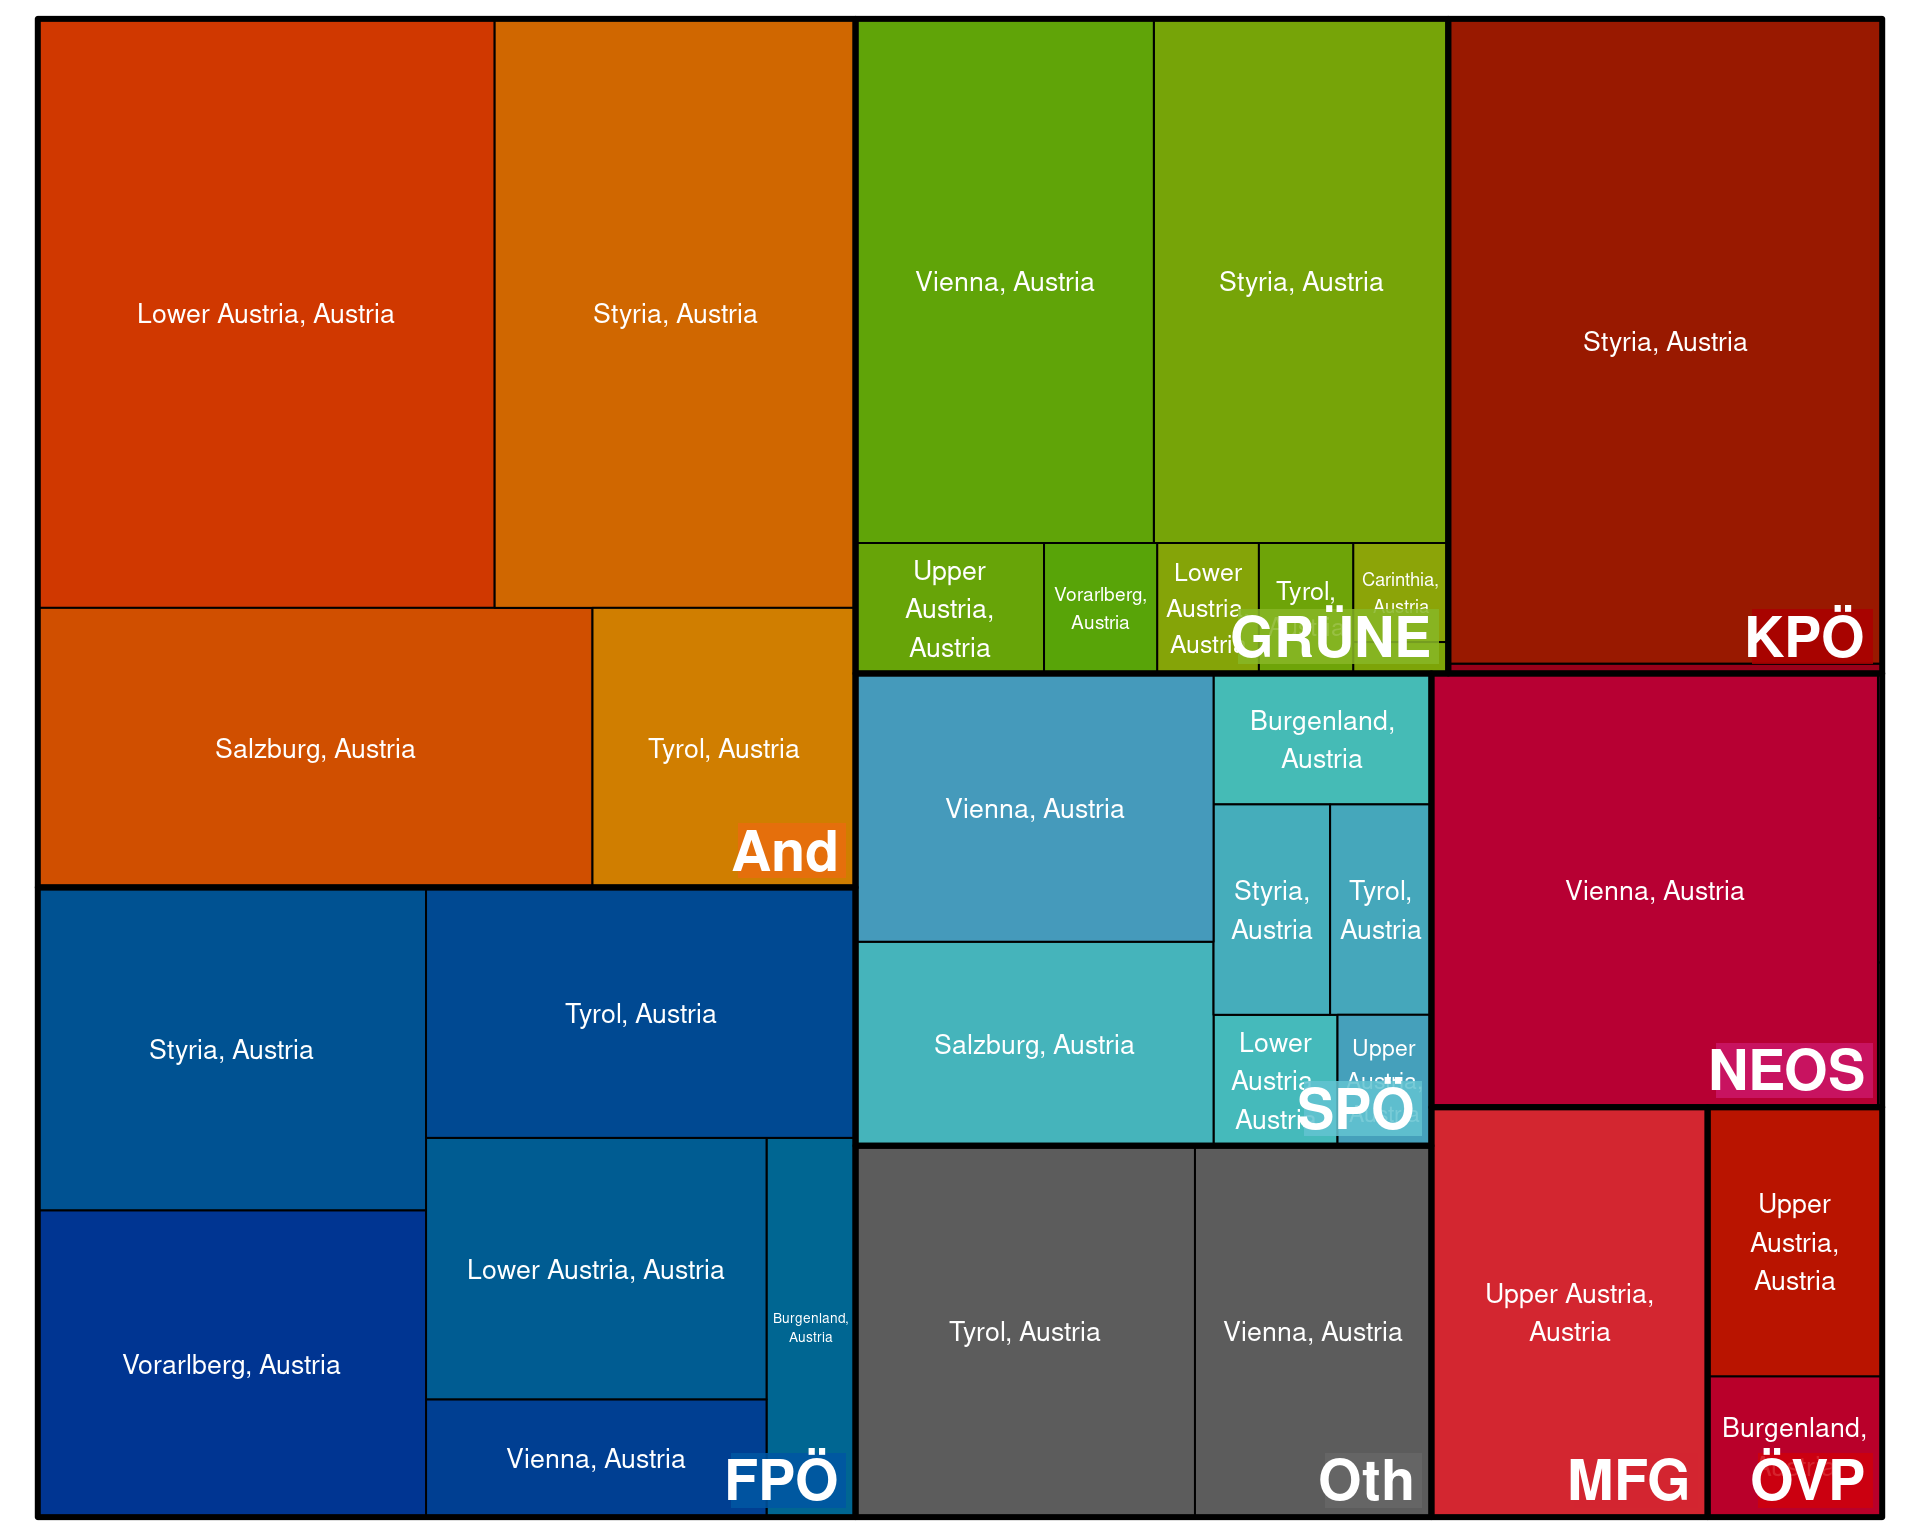 Lower Austria, Austria
Styria, Austria
Salzburg, Austria
Tyrol, Austria
And
Styria, Austria
Tyrol, Austria
Vorarlberg, Austria
Lower Austria, Austria
Burgenland,
Austria
Vienna, Austria
FPÖ
Vienna, Austria
Styria, Austria
Upper
Austria,
Austria
Vorarlberg,
Austria
Lower
Austria,
Austria
Tyrol,
Austria
Carinthia,
Austria
GRÜNE
Styria, Austria
KPÖ
Vienna, Austria
Salzburg, Austria
Burgenland,
Austria
Styria,
Austria
Tyrol,
Austria
Lower
Austria,
Austria
Upper
Austria,
Austria
SPÖ
Vienna, Austria
NEOS
Tyrol, Austria
Vienna, Austria
Oth
Upper Austria,
Austria
MFG
Upper
Austria,
Austria
Burgenland,
Austria
ÖVP